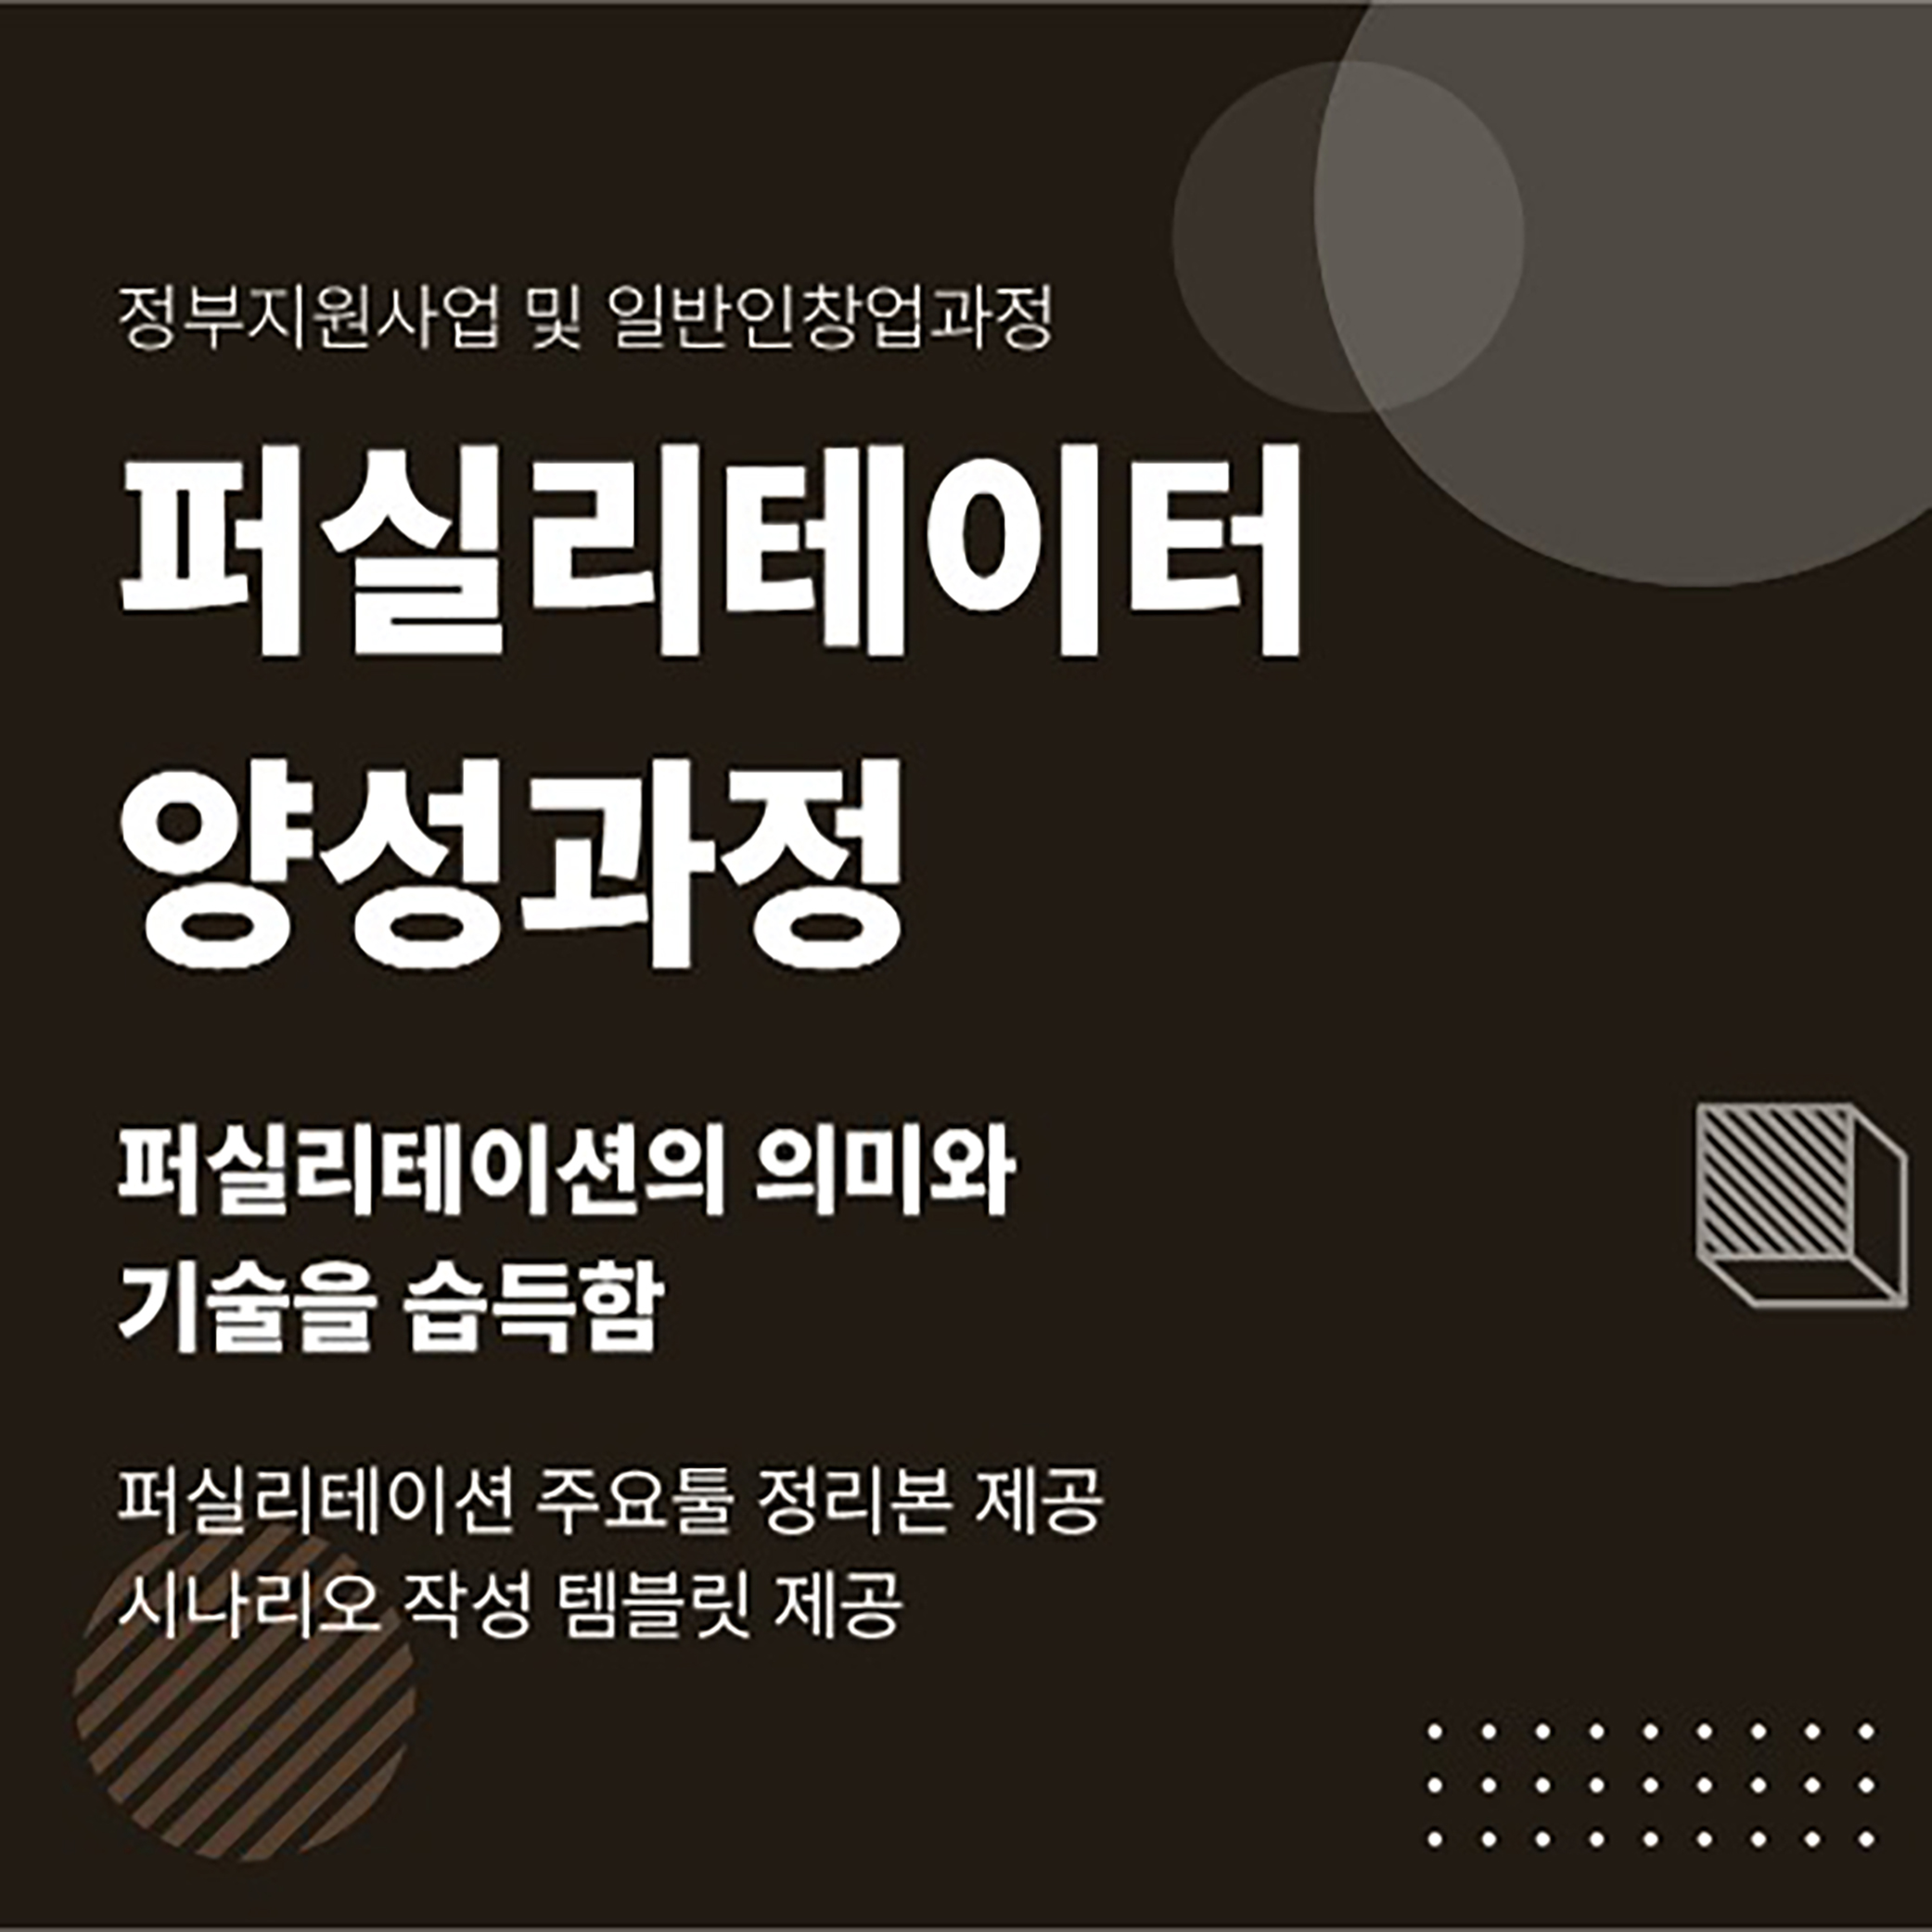 정부지원사업 및 일반인창업과정
퍼실리테이터
양성과정
퍼실리테이션의 의미와
기술을 습득함
퍼실리테이션 주요툴 정리본 제공
시나리오 작성 템블릿 제공